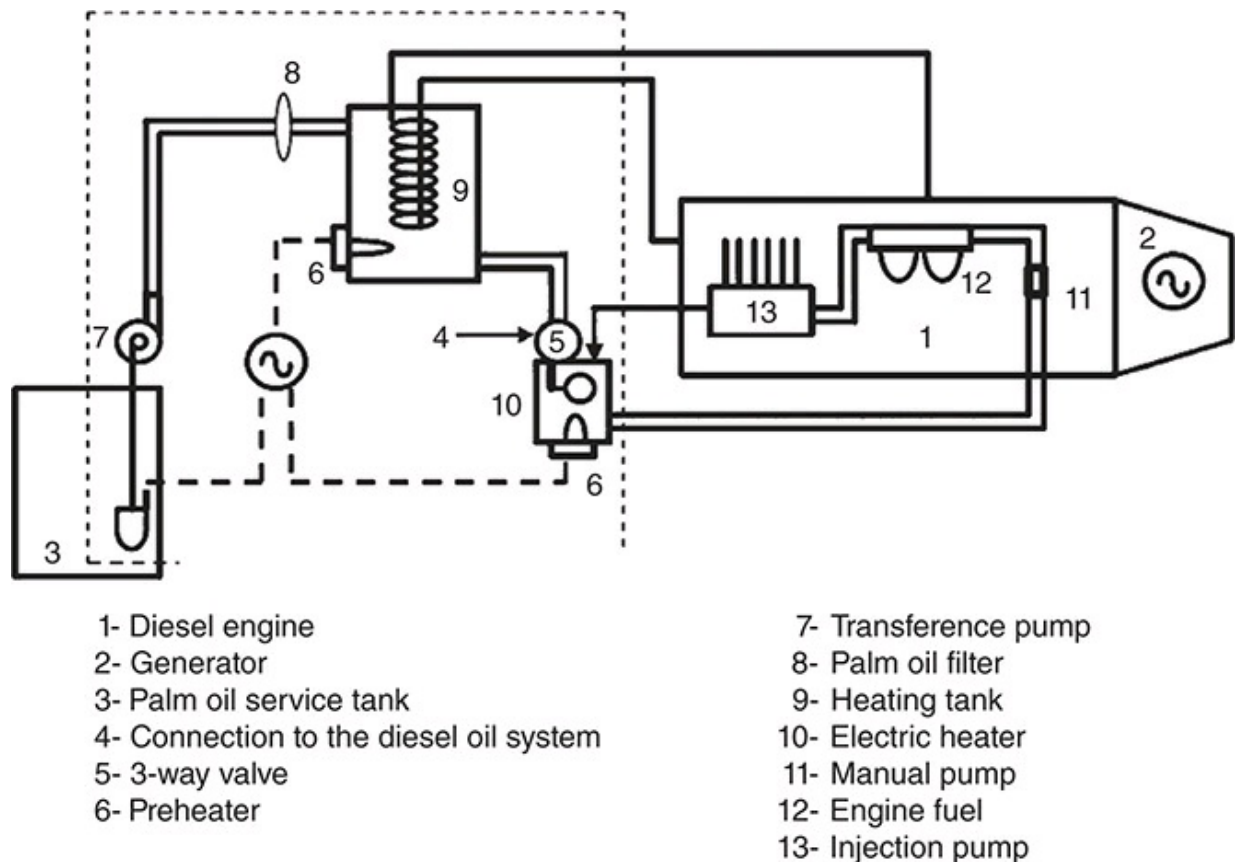 8
9
6
7
4
5
10
6
3
13
12
11
2
1
1- Diesel engine
2- Generator
3- Palm oil service tank
4- Connection to the diesel oil system
5- 3-way valve
6- Preheater
7- Transference pump
8- Palm oil filter
9- Heating tank
10- Electric heater
11- Manual pump
12- Engine fuel
13- Injection pump